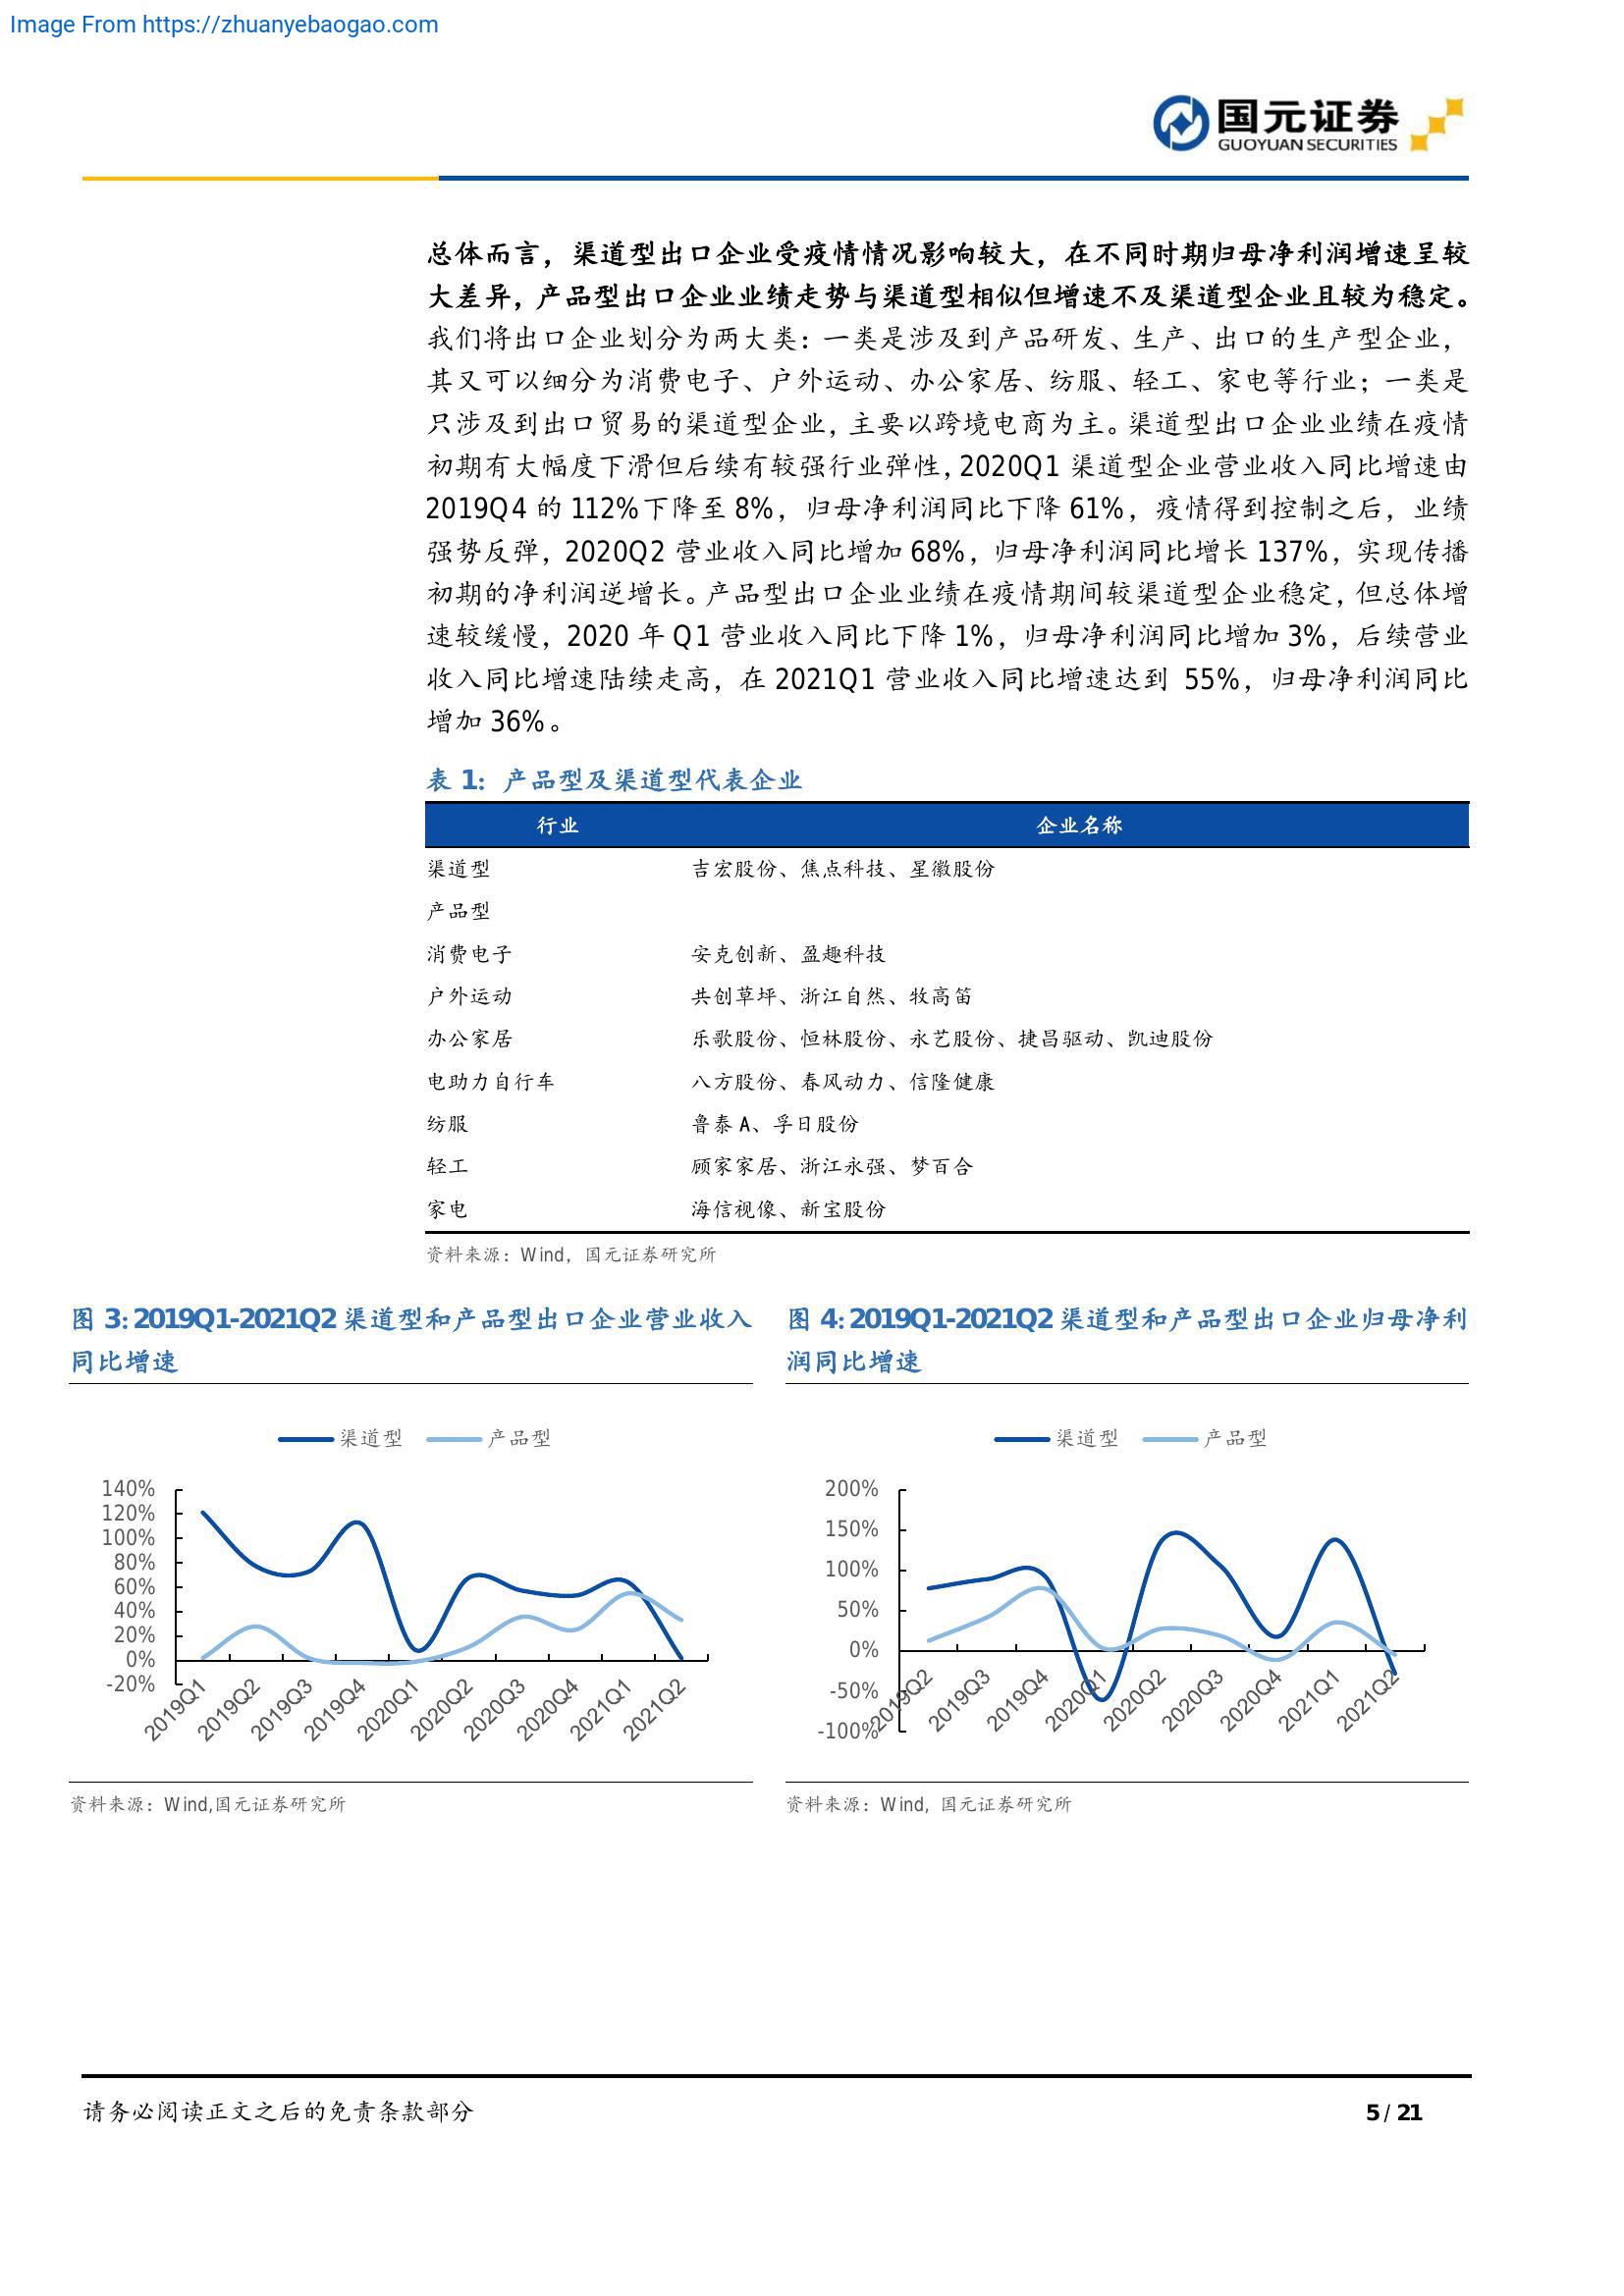 Image From https://zhuanyebaogao.com
国元证券
GUOYUAN SECURITIES
总体而言，渠道型出口企业受疫情情况影响较大，在不同时期归母净利润增速呈较
大差异，产品型出口企业业绩走势与渠道型相似但增速不及渠道型企业且较为稳定。
我们将出口企业划分为两大类：一类是涉及到产品研发、生产、出口的生产型企业，
其又可以细分为消费电子、户外运动、办公家居、纺服、轻工、家电等行业；一类是
只涉及到出口贸易的渠道型企业，主要以跨境电商为主。渠道型出口企业业绩在疫情
初期有大幅度下滑但后续有较强行业弹性，2020Q1 渠道型企业营业收入同比增速由
2019Q4 的 112%下降至 8%，归母净利润同比下降 61%，疫情得到控制之后，业绩
强势反弹，2020Q2 营业收入同比增加 68%，归母净利润同比增长 137%，实现传播
初期的净利润逆增长。产品型出口企业业绩在疫情期间较渠道型企业稳定，但总体增
速较缓慢，2020 年 Q1 营业收入同比下降 1%，归母净利润同比增加 3%，后续营业
收入同比增速陆续走高，在 2021Q1 营业收入同比增速达到 55%，归母净利润同比
增加 36%。
表 1：产品型及渠道型代表企业
行业 企业名称
渠道型 吉宏股份、焦点科技、星徽股份
产品型
消费电子 安克创新、盈趣科技
户外运动 共创草坪、浙江自然、牧高笛
办公家居 乐歌股份、恒林股份、永艺股份、捷昌驱动、凯迪股份
电助力自行车 八方股份、春风动力、信隆健康
纺服 鲁泰 A、孚日股份
轻工 顾家家居、浙江永强、梦百合
家电 海信视像、新宝股份
资料来源：Wind，国元证券研究所
图 3：2019Q1-2021Q2 渠道型和产品型出口企业营业收入
同比增速
渠道型 产品型
140%
120%
100%
80%
60%
40%
20%
0%
-20%
2019Q1 2019Q2 2019Q3 2019Q4 2020Q1 2020Q2 2020Q3 2020Q4 2021Q1 2021Q2
资料来源：Wind,国元证券研究所
图 4：2019Q1-2021Q2 渠道型和产品型出口企业归母净利
润同比增速
渠道型 产品型
200%
150%
100%
50%
0%
-50%
-100%
2019Q2 2019Q3 2019Q4 2020Q1 2020Q2 2020Q3 2020Q4 2021Q1 2021Q2
资料来源：Wind，国元证券研究所
请务必阅读正文之后的免责条款部分
5 / 21